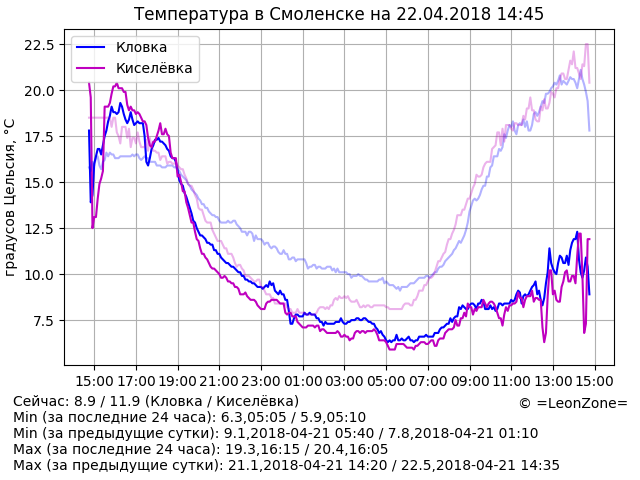 Температура в Смоленске на 22.04.2018 14:45
градусов Цельсия, °C
22.5
20.0
17.5
15.0
12.5
10.0
7.5
Кловка
Киселёвка
15:00 17:00 19:00 21:00 23:00 01:00 03:00 05:00 07:00 09:00 11:00 13:00 15:00
Сейчас: 8.9 / 11.9 (Кловка / Киселёвка)
© =LeonZone=
Min (за последние 24 часа): 6.3,05:05 / 5.9,05:10
Min (за предыдущие сутки): 9.1,2018-04-21 05:40 / 7.8,2018-04-21 01:10
Max (за последние 24 часа): 19.3,16:15 / 20.4,16:05
Max (за предыдущие сутки): 21.1,2018-04-21 14:20 / 22.5,2018-04-21 14:35